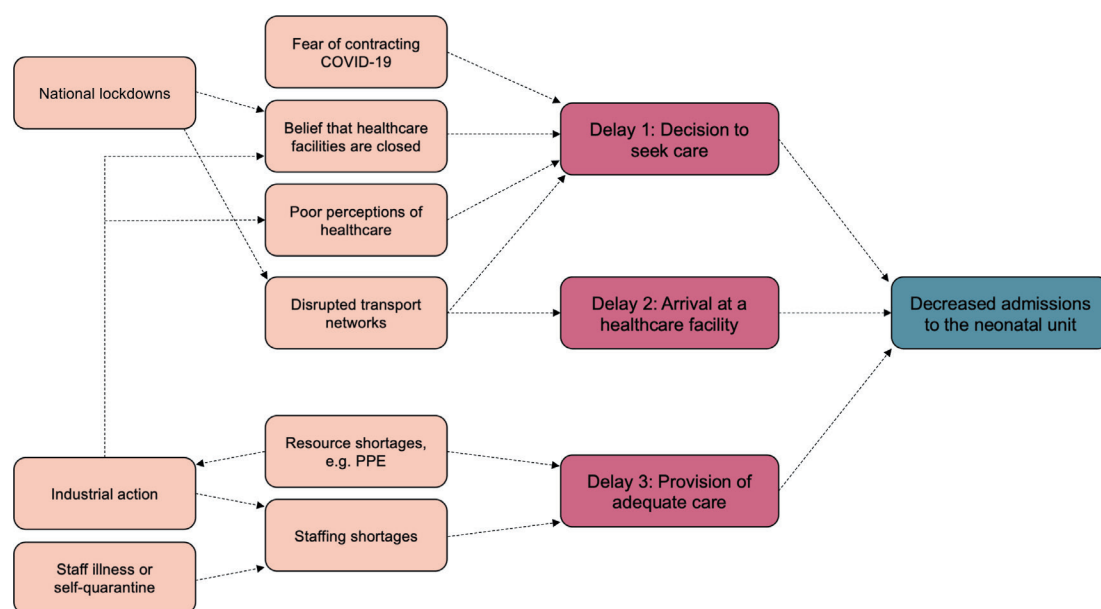 Fear of contracting
COVID-19
National lockdowns
Belief that healthcare
facilities are closed
Delay 1: Decision to
seek care
Poor perceptions of
healthcare
Disrupted transport
networks
Delay 2: Arrival at a
healthcare facility
Decreased admissions
to the neonatal unit
Resource shortages,
e.g. PPE
Industrial action
Delay 3: Provision of
adequate care
Staffing shortages
Staff illness or
self-quarantine